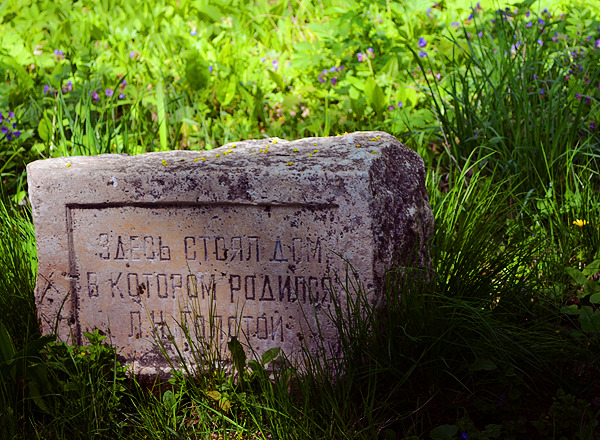 ЗДЕСЬ СТОЯЛ ДОМ,
В КОТОРОМ РОДИЛСЯ
Л.Н. ТОЛСТОЙ